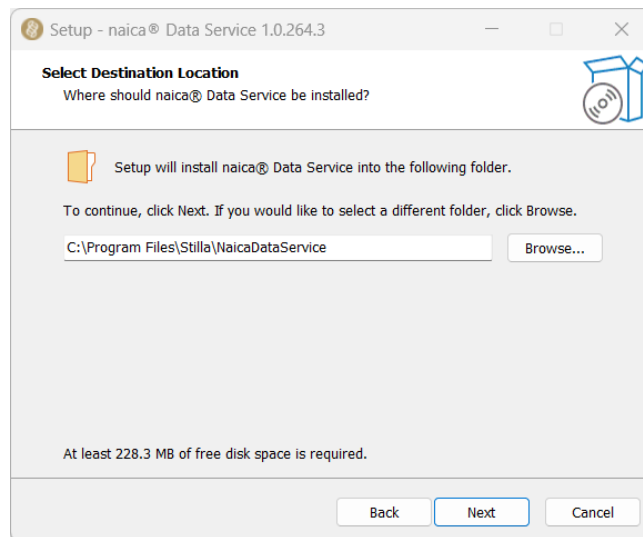 Setup - naica® Data Service 1.0.264.3
Select Destination Location
Where should naica® Data Service be installed?
Setup will install naica® Data Service into the following folder.
To continue, click Next. If you would like to select a different folder, click Browse.
C:\Program Files\Stilla\NaicaDataService
Browse...
At least 228.3 MB of free disk space is required.
Back
Next
Cancel